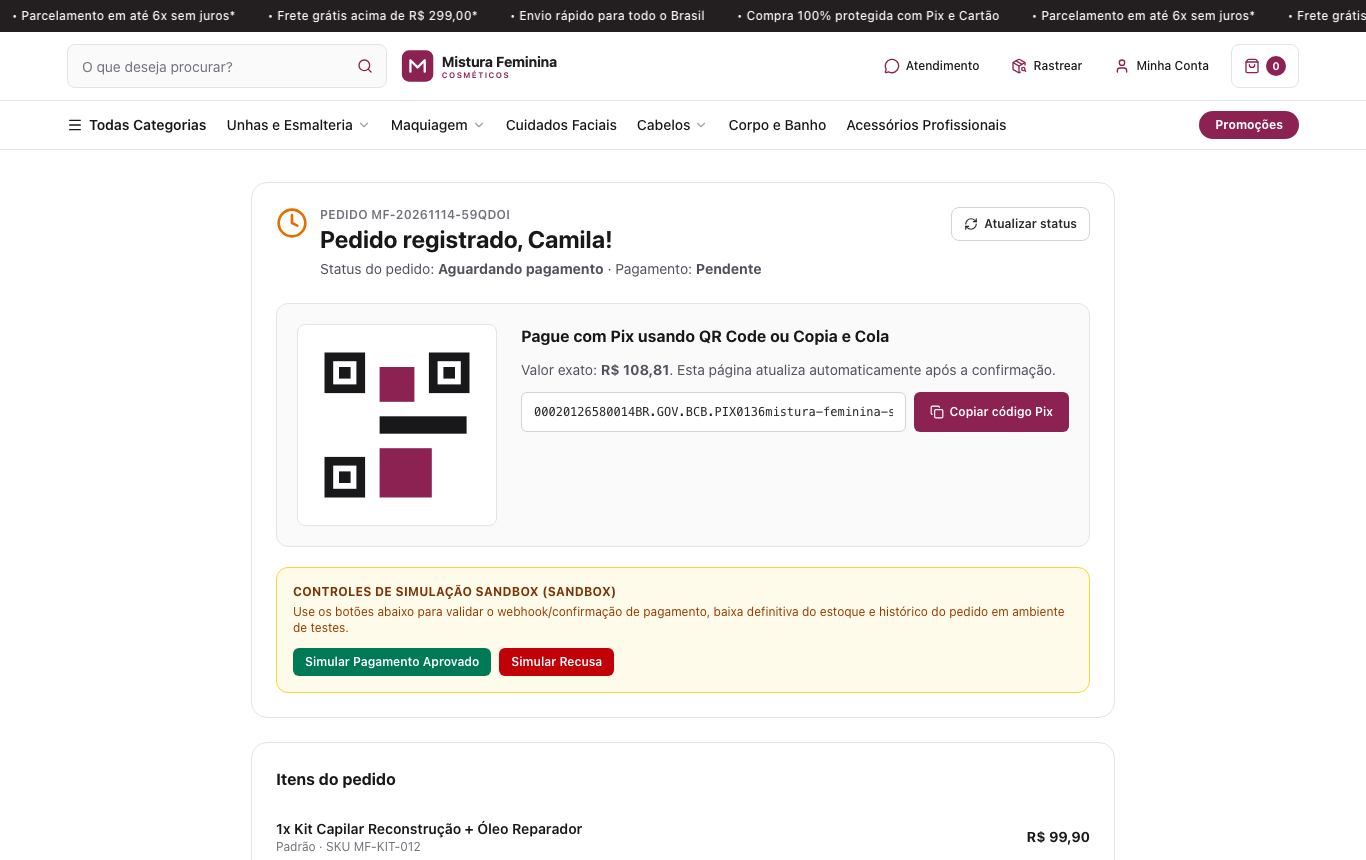 • Parcelamento em até 6x sem juros* • Frete grátis acima de R$ 299,00* • Envio rápido para todo o Brasil • Compra 100% protegida com Pix e Cartão • Parcelamento em até 6x sem juros* • Frete grátis
O que deseja procurar?
Mistura Feminina
COSMÉTICOS
Atendimento
Rastrear
Minha Conta
0
Todas Categorias
Unhas e Esmalteria
Maquiagem
Cuidados Faciais
Cabelos
Corpo e Banho
Acessórios Profissionais
Promoções
PEDIDO MF-20261114-59QDOI
Pedido registrado, Camila!
Status do pedido: Aguardando pagamento · Pagamento: Pendente
Atualizar status
Pague com Pix usando QR Code ou Copia e Cola
Valor exato: R$ 108,81. Esta página atualiza automaticamente após a confirmação.
00020126580014BR.GOV.BCB.PIX0136mistura-feminina-s
Copiar código Pix
CONTROLES DE SIMULAÇÃO SANDBOX (SANDBOX)
Use os botões abaixo para validar o webhook/confirmação de pagamento, baixa definitiva do estoque e histórico do pedido em ambiente
de testes.
Simular Pagamento Aprovado
Simular Recusa
Itens do pedido
1x Kit Capilar Reconstrução + Óleo Reparador
Padrão · SKU MF-KIT-012
R$ 99,90